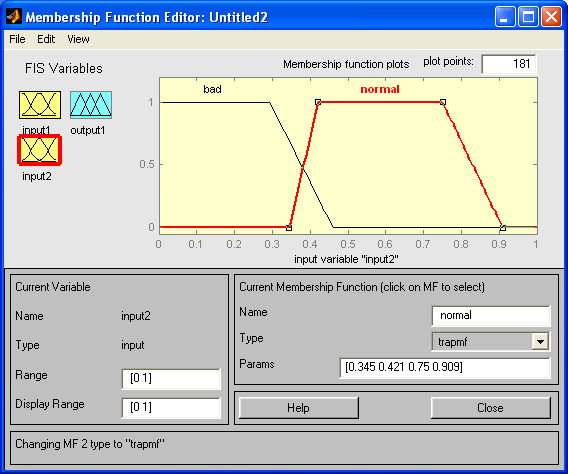 Membership Function Editor: Untitled2
File Edit View
FIS Variables
Membership function plots plot points: 181
input1 output1
input2
bad normal
1
0.5
0
0 0.1 0.2 0.3 0.4 0.5 0.6 0.7 0.8 0.9 1
input variable "input2"
Current Variable
Name input2
Type input
Range [0 1]
Display Range [0 1]
Current Membership Function (click on MF to select)
Name normal
Type trapmf
Params [0.345 0.421 0.75 0.909]
Help Close
Changing MF 2 type to "trapmf"